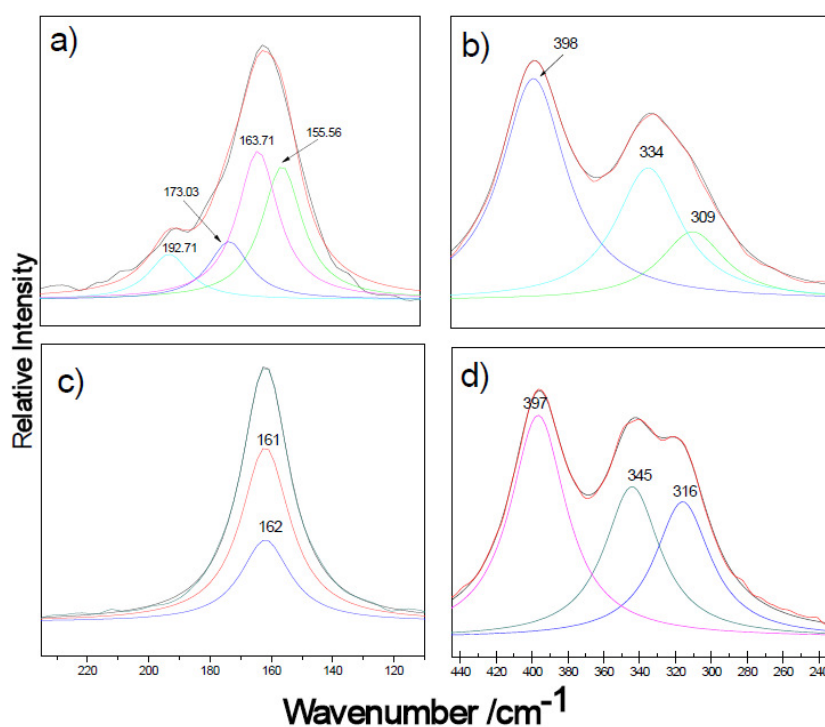 a)
163.71
155.56
173.03
192.71
b)
398
334
309
Relative Intensity
c)
161
162
220 200 180 160 140 120
d)
397
345
316
440 420 400 380 360 340 320 300 280 260 240
Wavenumber /cm-1